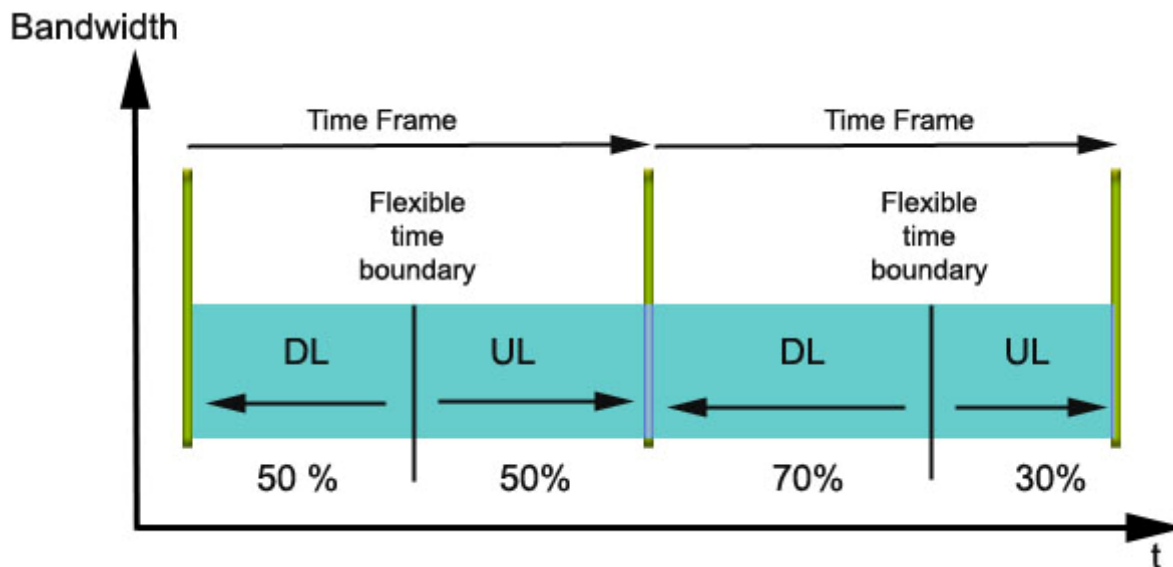 Bandwidth
Time Frame
Time Frame
Flexible
time
boundary
Flexible
time
boundary
DL
UL
DL
UL
50 %
50%
70%
30%
t